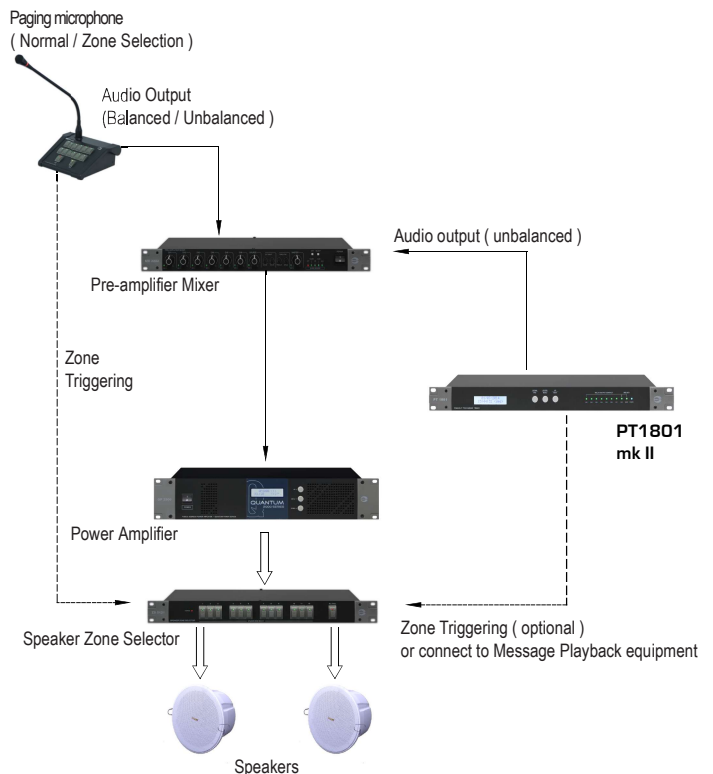 Paging microphone
( Normal / Zone Selection )
Audio Output
(Balanced / Unbalanced )
Audio output ( unbalanced )
Pre-amplifier Mixer
Zone
Triggering
PT1801
mk II
QUANTUM
Power Amplifier
Speaker Zone Selector
Zone Triggering ( optional )
or connect to Message Playback equipment
Speakers